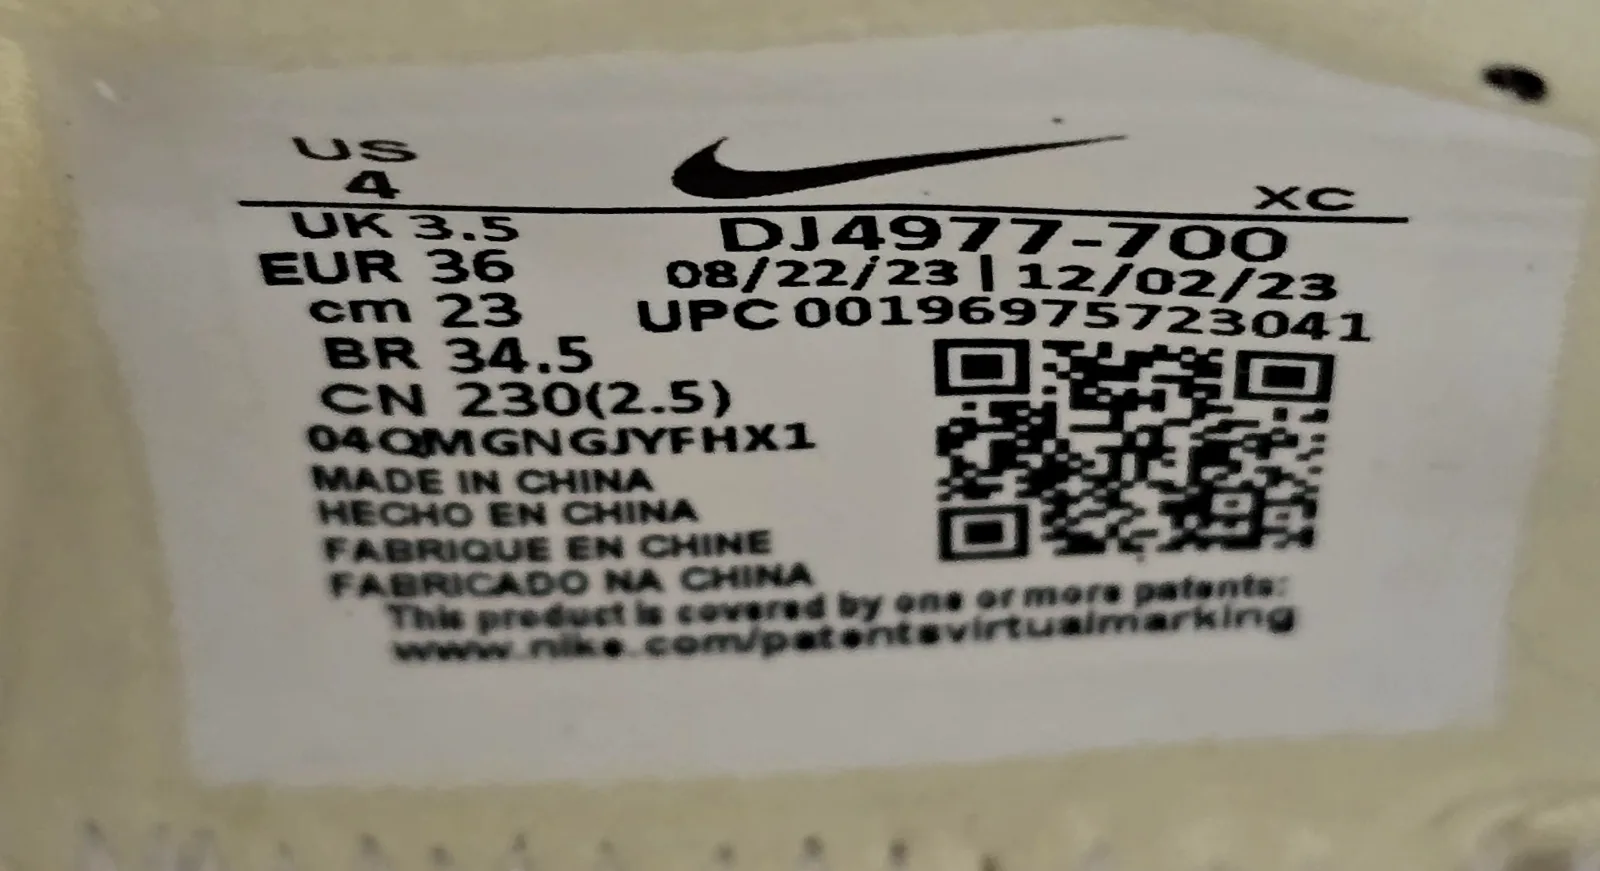 US
4
XC
UK 3.5
DJ4977-700
EUR 36
08/22/23 | 12/02/23
cm 23
UPC 00196975723041
BR 34.5
CN 230(2.5)
04QMGNGJYFHX1
MADE IN CHINA
HECHO EN CHINA
FABRIQUE EN CHINE
FABRICADO NA CHINA
This product is covered by one or more patents:
www.nike.com/patentsvirtualmarking